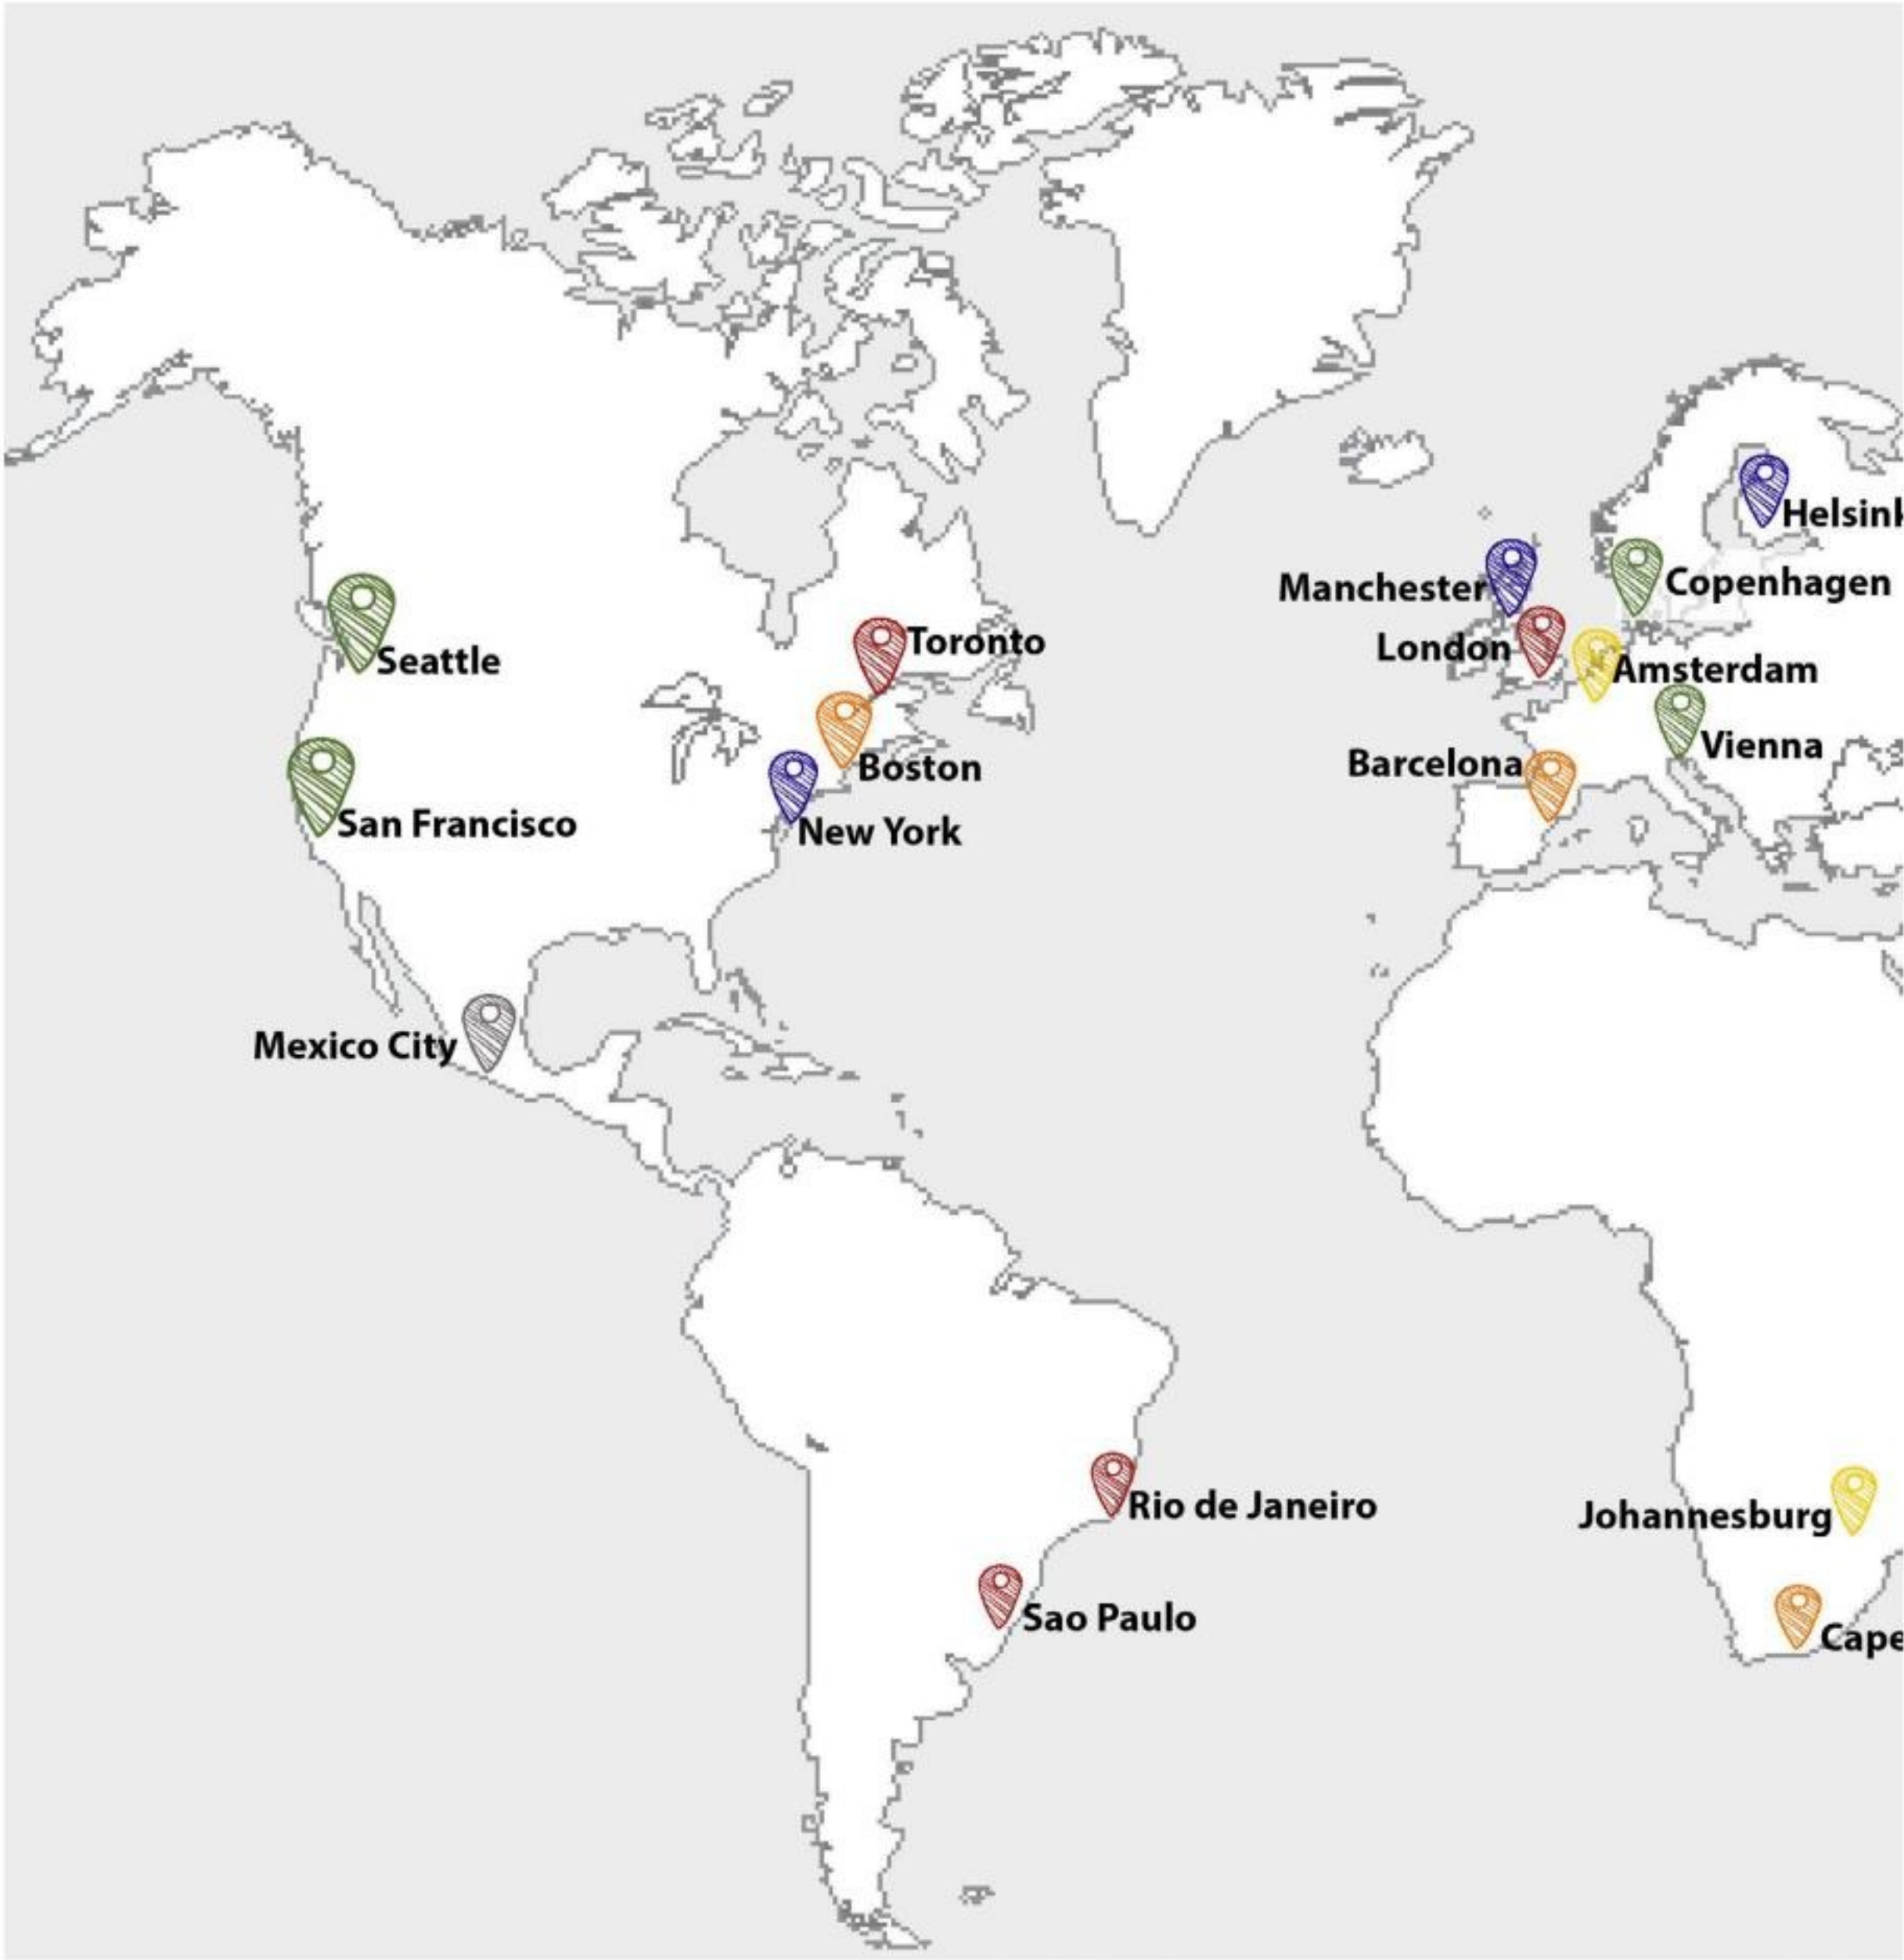 Helsink
Manchester
Copenhagen
Toronto
London
Seattle
Amsterdam
Vienna
Barcelona
Boston
San Francisco
New York
Mexico City
Rio de Janeiro
Johannesburg
Sao Paulo
Cape